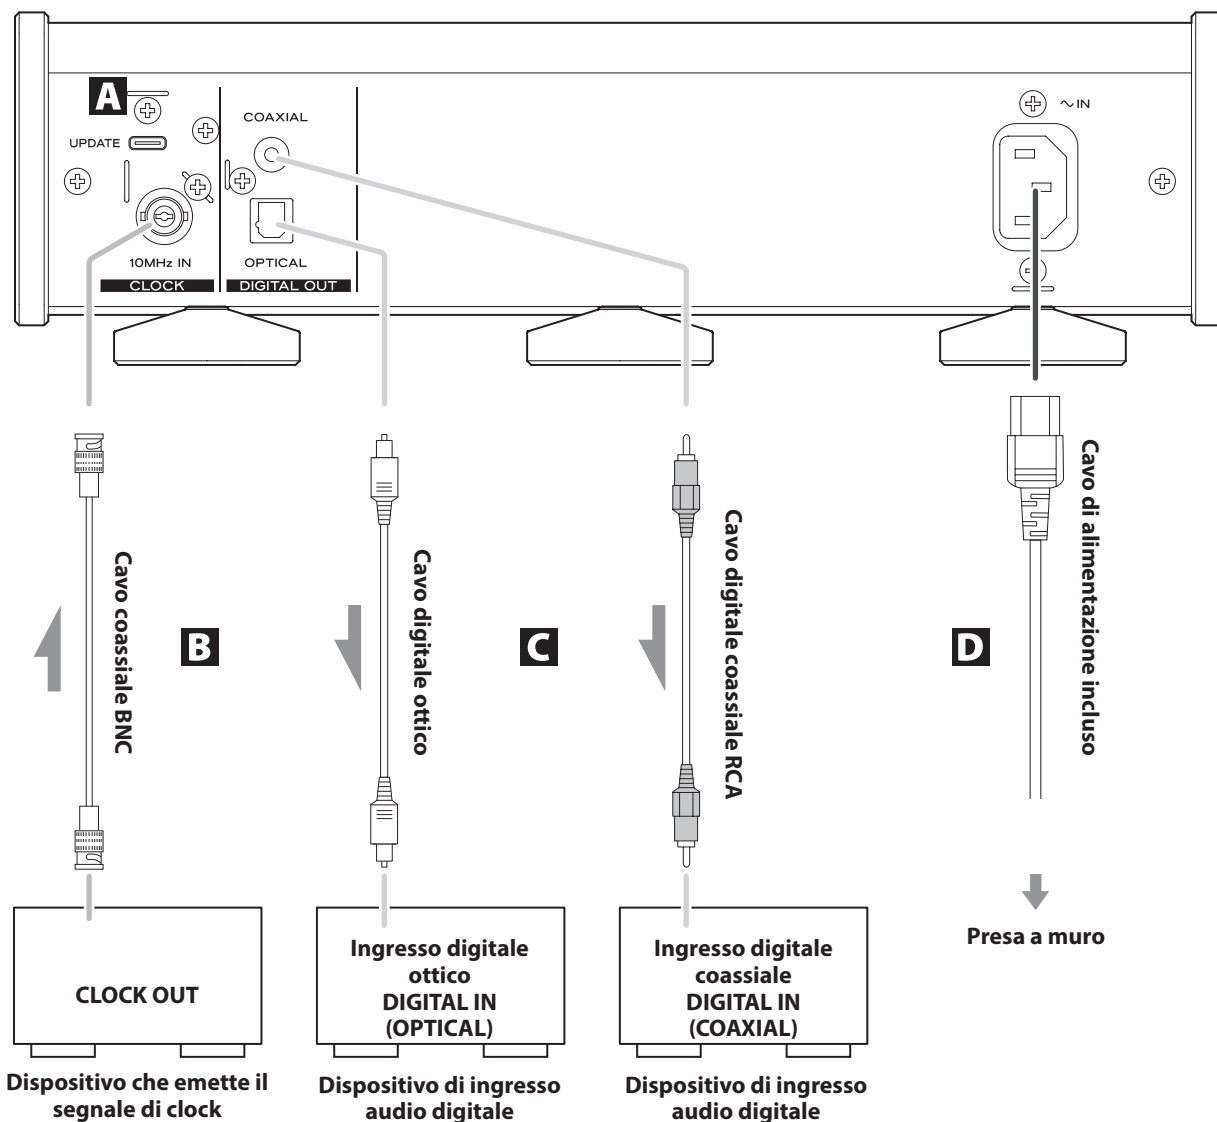 A
COAXIAL
∼IN
UPDATE
10MHz IN
OPTICAL
CLOCK
DIGITAL OUT
Cavo coassiale BNC
B
Cavo digitale ottico
C
Cavo digitale coassiale RCA
D
Cavo di alimentazione incluso
CLOCK OUT
Dispositivo che emette il
segnale di clock
Ingresso digitale
ottico
DIGITAL IN
(OPTICAL)
Dispositivo di ingresso
audio digitale
Ingresso digitale
coassiale
DIGITAL IN
(COAXIAL)
Dispositivo di ingresso
audio digitale
Presa a muro